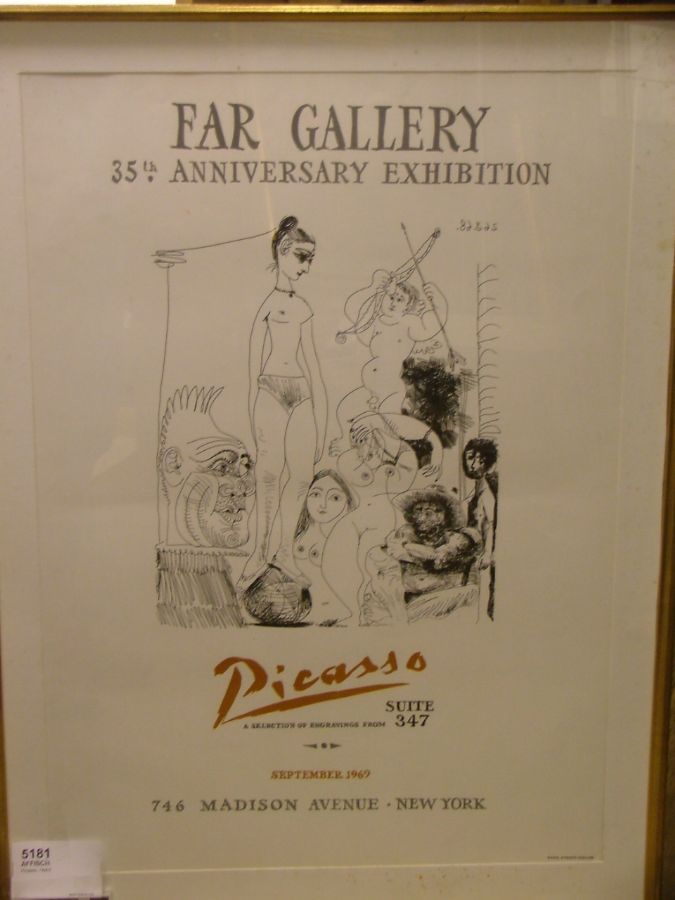 FAR GALLERY
35th ANNIVERSARY EXHIBITION
Picasso
A SELECTION OF ENGRAVINGS FROM SUITE 347
SEPTEMBER 1969
746 MADISON AVENUE · NEW YORK
5181
AFFISCH